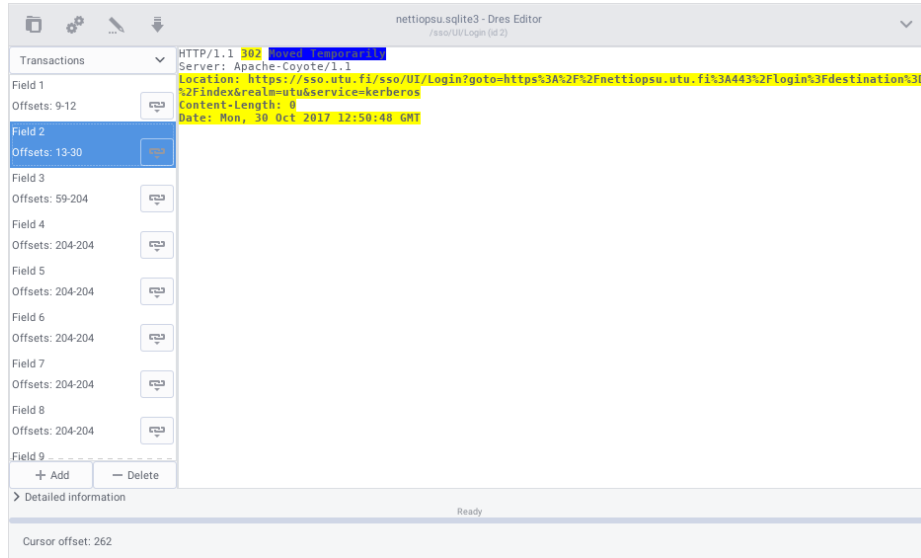 nettiopsu.sqlite3 - Dres Editor
/sso/UI/Login (id 2)
Transactions
Field 1
Offsets: 9-12
Field 2
Offsets: 13-30
Field 3
Offsets: 59-204
Field 4
Offsets: 204-204
Field 5
Offsets: 204-204
Field 6
Offsets: 204-204
Field 7
Offsets: 204-204
Field 8
Offsets: 204-204
Field 9
+ Add
— Delete
HTTP/1.1 302 Moved Temporarily
Server: Apache-Coyote/1.1
Location: https://sso.utu.fi/sso/UI/Login?goto=https%3A%2F%2Fnettiopsu.utu.fi%3A443%2Flogin%3Fdestination%3D
%2Findex&realm=utu&service=kerberos
Content-Length: 0
Date: Mon, 30 Oct 2017 12:50:48 GMT
Detailed information
Ready
Cursor offset: 262